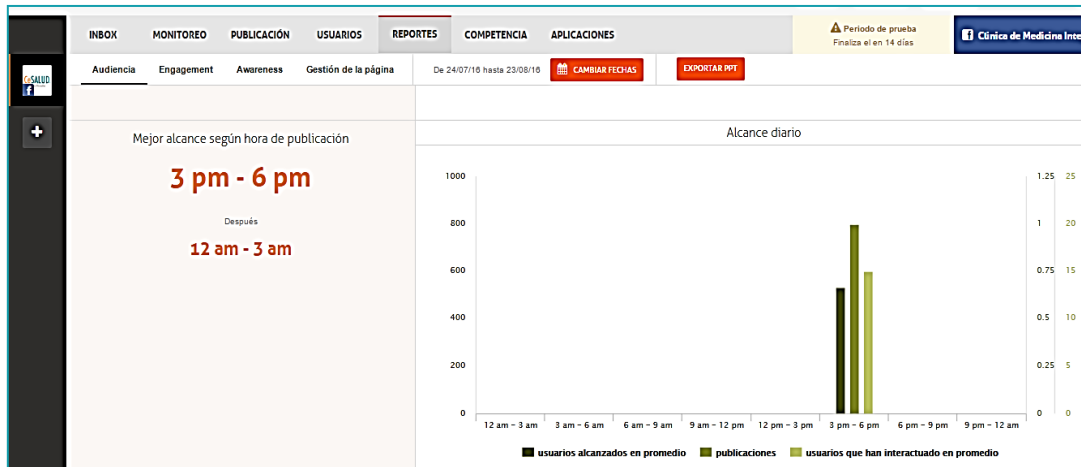 INBOX MONITOREO PUBLICACIÓN USUARIOS REPORTES COMPETENCIA APLICACIONES
Periodo de prueba
Finaliza el en 14 días
Clínica de Medicina Inte
Audiencia Engagement Awareness Gestión de la página De 24/07/16 hasta 23/08/16 CAMBIAR FECHAS EXPORTAR PPT
CeSALUD
Mejor alcance según hora de publicación
3 pm - 6 pm
Después
12 am - 3 am
Alcance diario
1000 1.25 25
800 1 20
600 0.75 15
400 0.5 10
200 0.25 5
0 0 0
12 am - 3 am 3 am - 6 am 6 am - 9 am 9 am - 12 pm 12 pm - 3 pm 3 pm - 6 pm 6 pm - 9 pm 9 pm - 12 am
usuarios alcanzados en promedio publicaciones usuarios que han interactuado en promedio